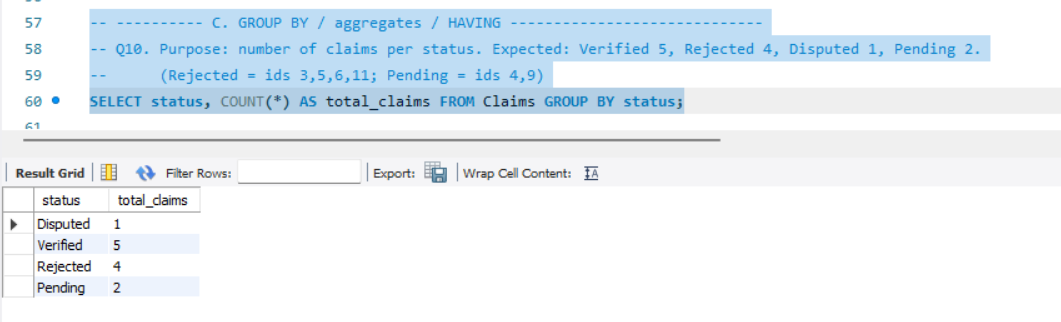 57 -- ---------- C. GROUP BY / aggregates / HAVING -----------------------------
58 -- Q10. Purpose: number of claims per status. Expected: Verified 5, Rejected 4, Disputed 1, Pending 2.
59 --      (Rejected = ids 3,5,6,11; Pending = ids 4,9)
60 SELECT status, COUNT(*) AS total_claims FROM Claims GROUP BY status;
61
Result Grid Filter Rows: Export: Wrap Cell Content: IA
status total_claims
Disputed 1
Verified 5
Rejected 4
Pending 2